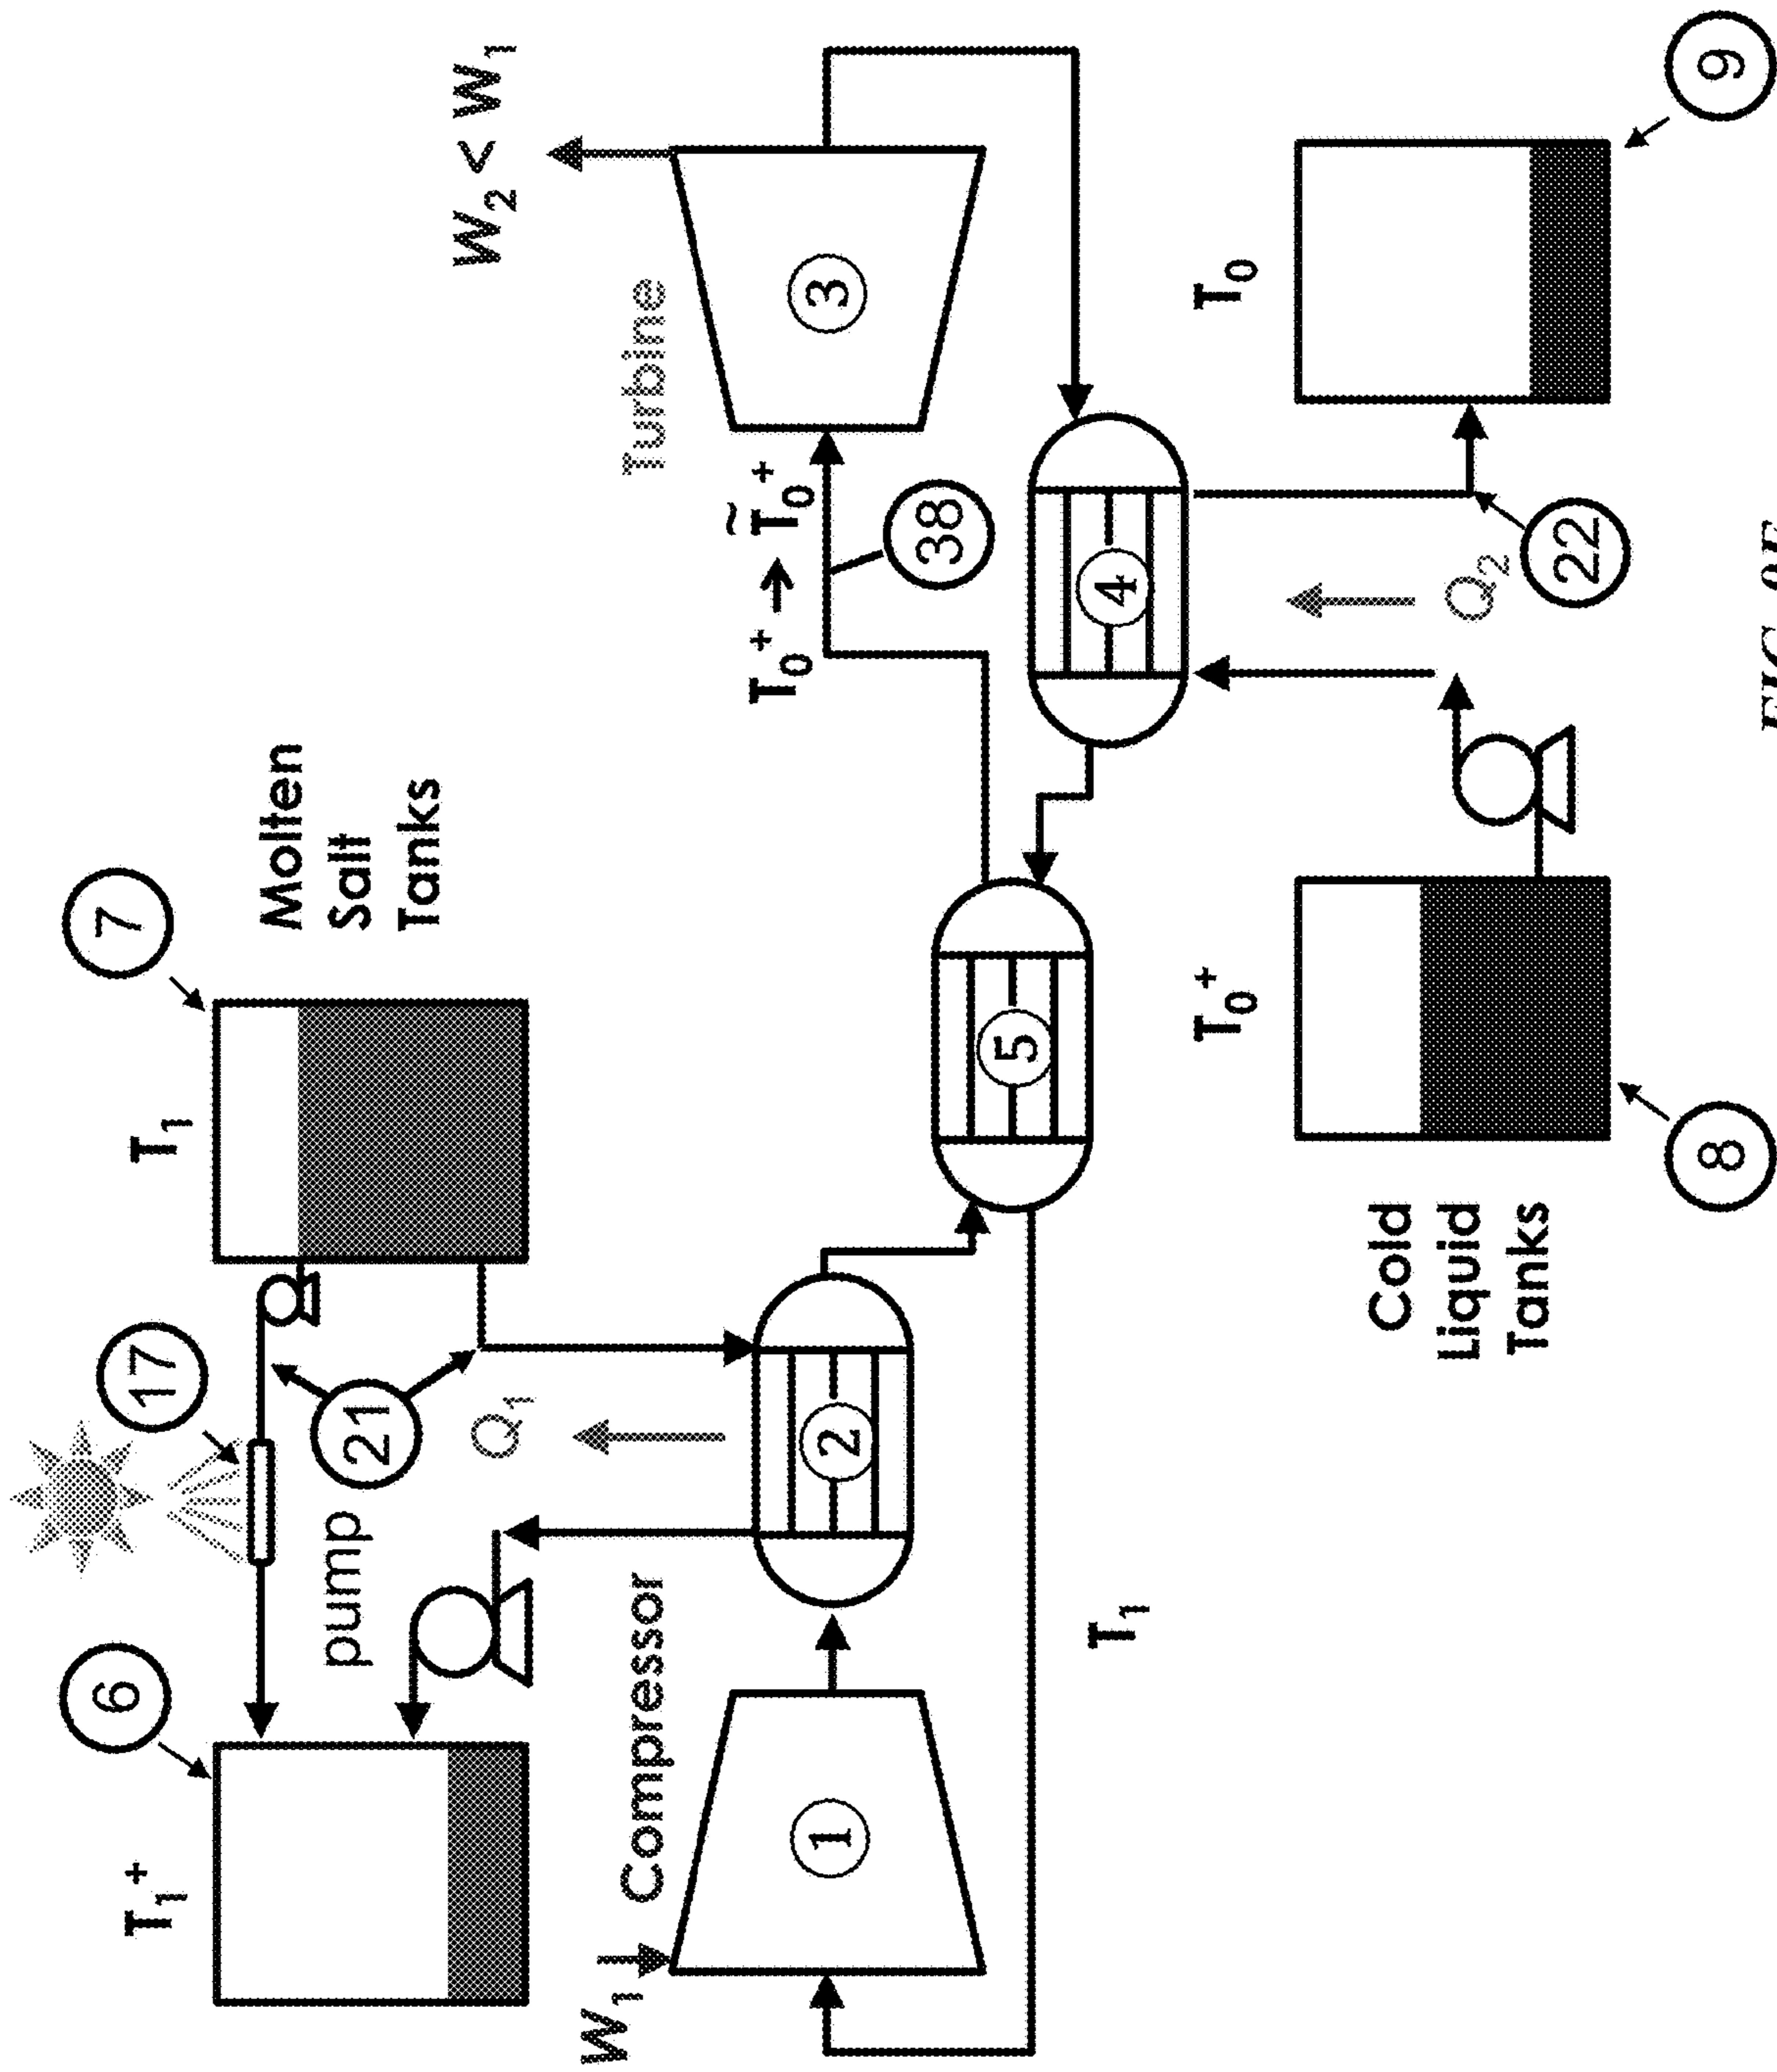 6
17
7
T₁⁺
T₁
Molten
Salt
Tanks
pump
21
Q₁
W₂ < W₁
W₁
Compressor
Turbine
T₀⁺ → T̃₀⁺
1
2
3
38
5
4
T₁
T₀⁺
T₀
Cold
Liquid
Tanks
Q₂
22
8
9